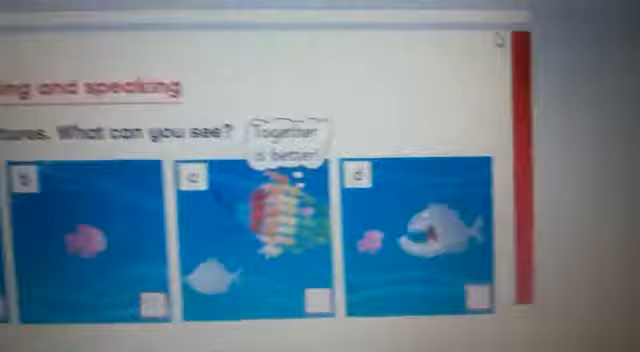 ing and speaking
tures. What can you see?
Together
is better!
b
c
d